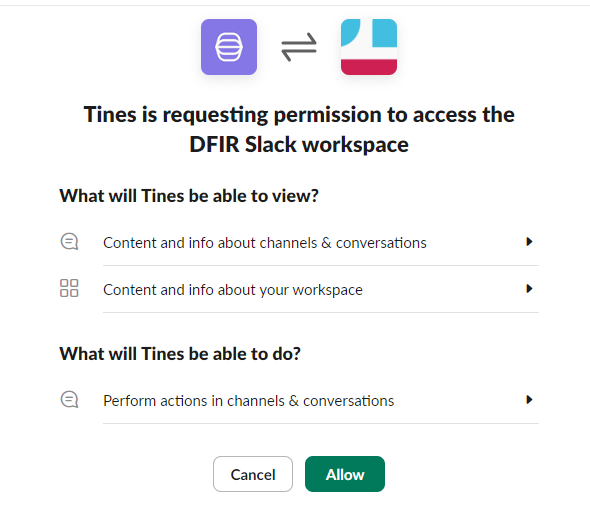 Tines is requesting permission to access the
DFIR Slack workspace
What will Tines be able to view?
Content and info about channels & conversations
Content and info about your workspace
What will Tines be able to do?
Perform actions in channels & conversations
Cancel
Allow